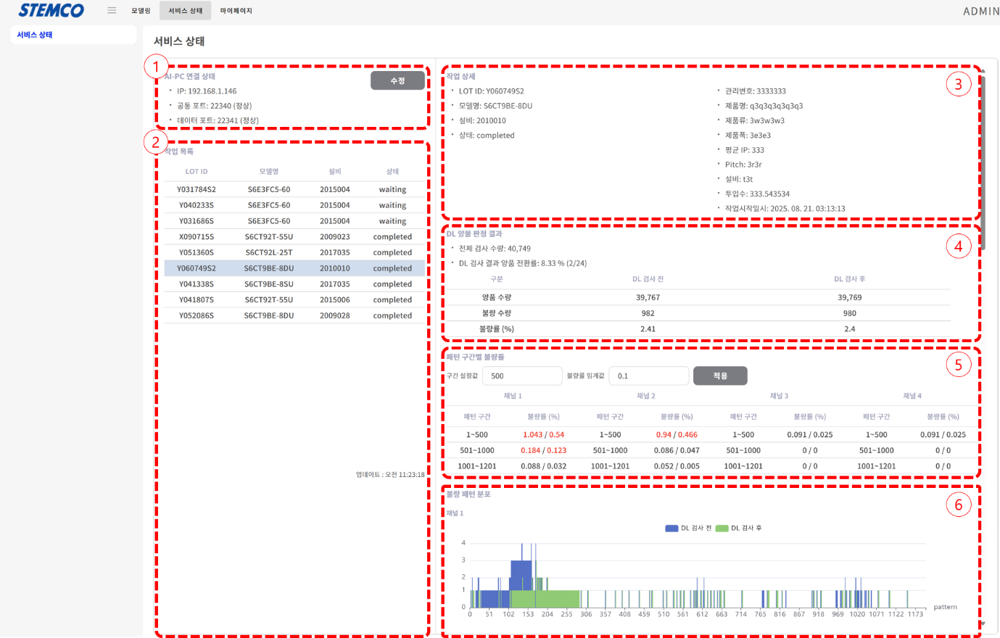 STEMCO
모델링
서비스 상태
마이페이지
ADMIN
서비스 상태
서비스 상태
1
AI-PC 연결 상태
수정
· IP: 192.168.1.146
· 공통 포트: 22340 (정상)
· 데이터 포트: 22341 (정상)
2
작업 목록
LOT ID 모델명 설비 상태
Y031784S2 S6E3FC5-60 2015004 waiting
Y040233S S6E3FC5-60 2015004 waiting
Y031686S S6E3FC5-60 2015004 waiting
X090715S S6CT92T-55U 2009023 completed
Y051360S S6CT92L-25T 2017035 completed
Y060749S2 S6CT9BE-8DU 2010010 completed
Y041338S S6CT9BE-8SU 2017035 completed
Y041807S S6CT92T-55U 2015006 completed
Y052086S S6CT9BE-8DU 2009028 completed
업데이트 : 오전 11:23:18
작업 상세
3
· LOT ID: Y060749S2
· 모델명: S6CT9BE-8DU
· 설비: 2010010
· 상태: completed
· 관리번호: 3333333
· 제품명: q3q3q3q3q3q3
· 제품류: 3w3w3w3
· 제품폭: 3e3e3
· 평균 IP: 333
· Pitch: 3r3r
· 설비: t3t
· 투입수: 333.543534
· 작업시작일시: 2025. 08. 21. 03:13:13
DL 양불 판정 결과
4
· 전체 검사 수량: 40,749
· DL 검사 결과 양품 전환률: 8.33 % (2/24)
구분 DL 검사 전 DL 검사 후
양품 수량 39,767 39,769
불량 수량 982 980
불량률 (%) 2.41 2.4
패턴 구간별 불량률
5
구간 설정값 500 불량률 임계값 0.1 적용
채널 1 채널 2 채널 3 채널 4
패턴 구간 불량률 (%) 패턴 구간 불량률 (%) 패턴 구간 불량률 (%) 패턴 구간 불량률 (%)
1~500 1.043 / 0.54 1~500 0.94 / 0.466 1~500 0.091 / 0.025 1~500 0.091 / 0.025
501~1000 0.184 / 0.123 501~1000 0.086 / 0.047 501~1000 0 / 0 501~1000 0 / 0
1001~1201 0.088 / 0.032 1001~1201 0.052 / 0.005 1001~1201 0 / 0 1001~1201 0 / 0
불량 패턴 분포
6
채널 1
DL 검사 전 DL 검사 후
4
3
2
1
0
0 51 102 153 204 255 306 357 408 459 510 561 612 663 714 765 816 867 918 969 1020 1071 1122 1173
pattern